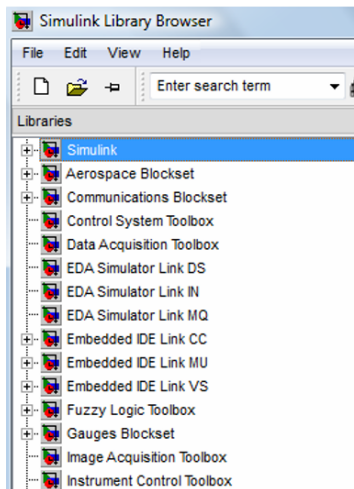 Simulink Library Browser
File Edit View Help
Enter search term
Libraries
Simulink
Aerospace Blockset
Communications Blockset
Control System Toolbox
Data Acquisition Toolbox
EDA Simulator Link DS
EDA Simulator Link IN
EDA Simulator Link MQ
Embedded IDE Link CC
Embedded IDE Link MU
Embedded IDE Link VS
Fuzzy Logic Toolbox
Gauges Blockset
Image Acquisition Toolbox
Instrument Control Toolbox